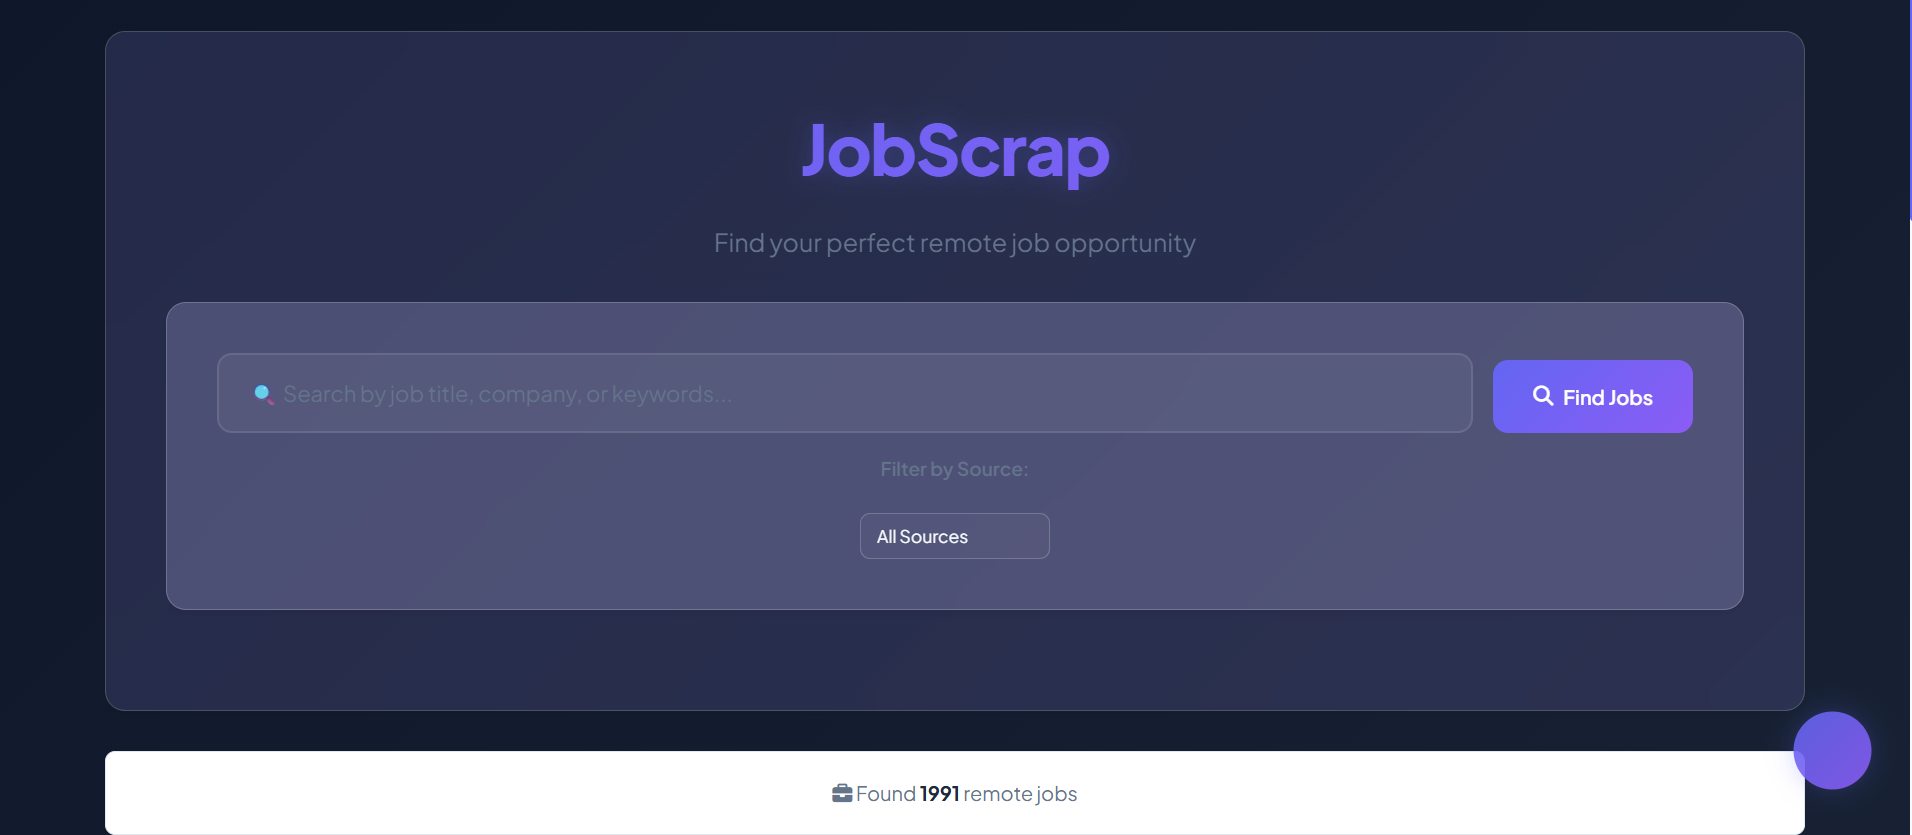 JobScrap
Find your perfect remote job opportunity
🔍 Search by job title, company, or keywords...
Find Jobs
Filter by Source:
All Sources
Found 1991 remote jobs